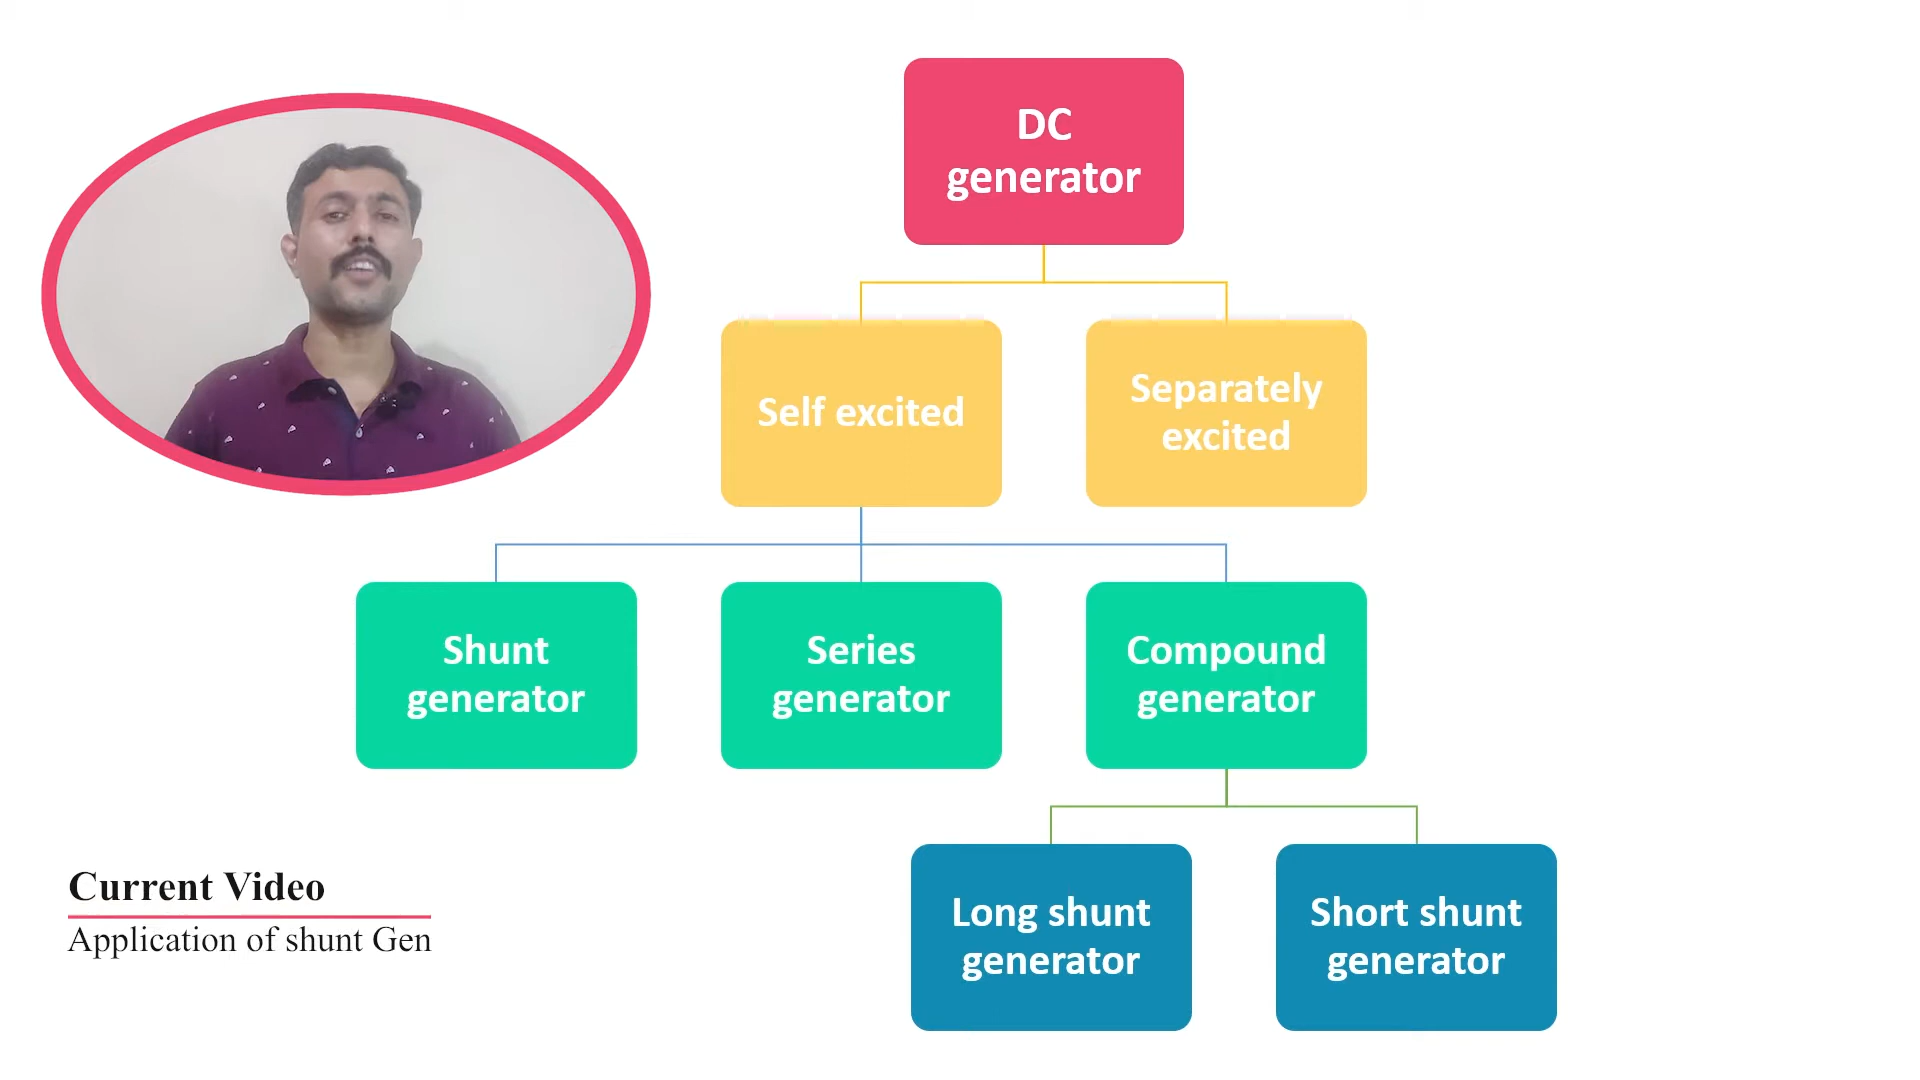 DC
generator
Self excited
Separately
excited
Shunt
generator
Series
generator
Compound
generator
Long shunt
generator
Short shunt
generator
Current Video
Application of shunt Gen